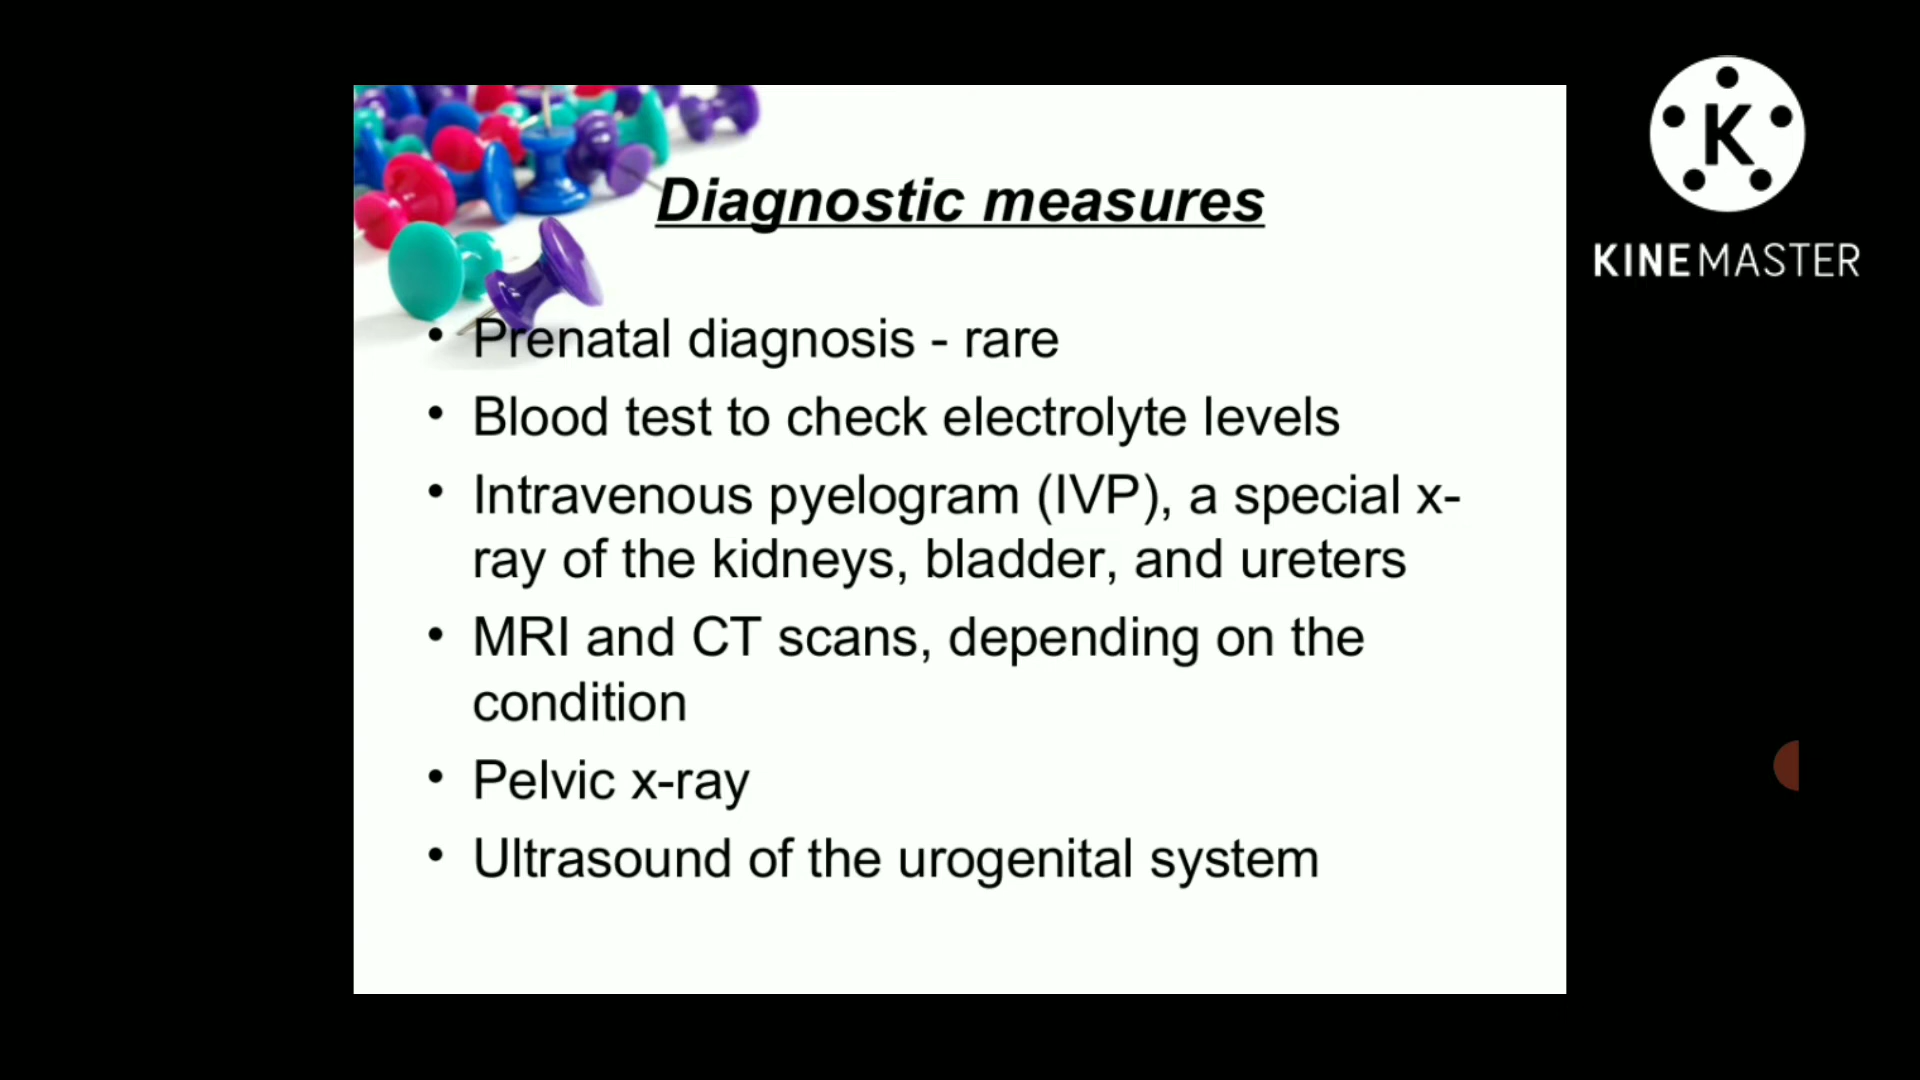 Diagnostic measures
• Prenatal diagnosis - rare
• Blood test to check electrolyte levels
• Intravenous pyelogram (IVP), a special x-
ray of the kidneys, bladder, and ureters
• MRI and CT scans, depending on the
condition
• Pelvic x-ray
• Ultrasound of the urogenital system
K
KINEMASTER